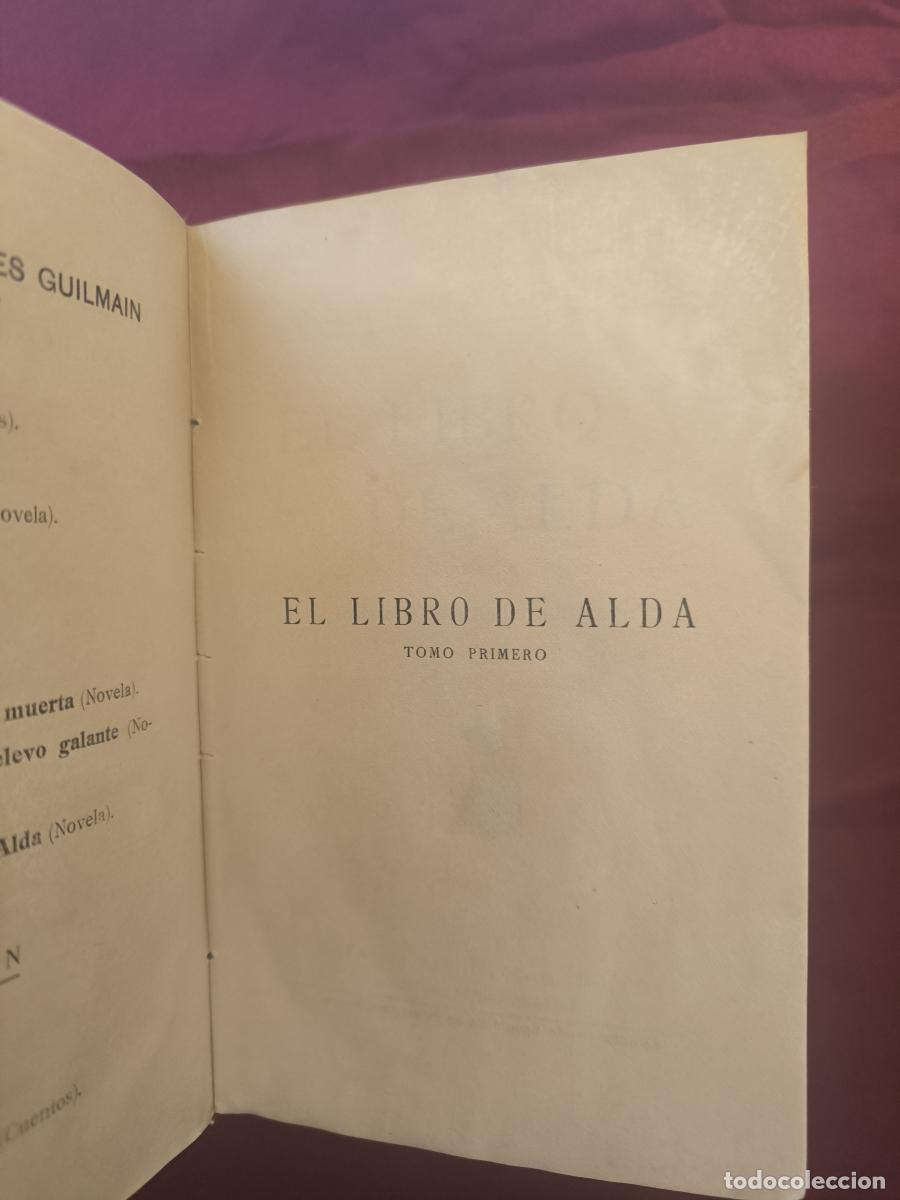 ES GUILMAIN
s).
ovela).
muerta (Novela).
elevo galante (No-
Alda (Novela).
N
(Cuentos).
EL LIBRO DE ALDA
TOMO PRIMERO
todocoleccion